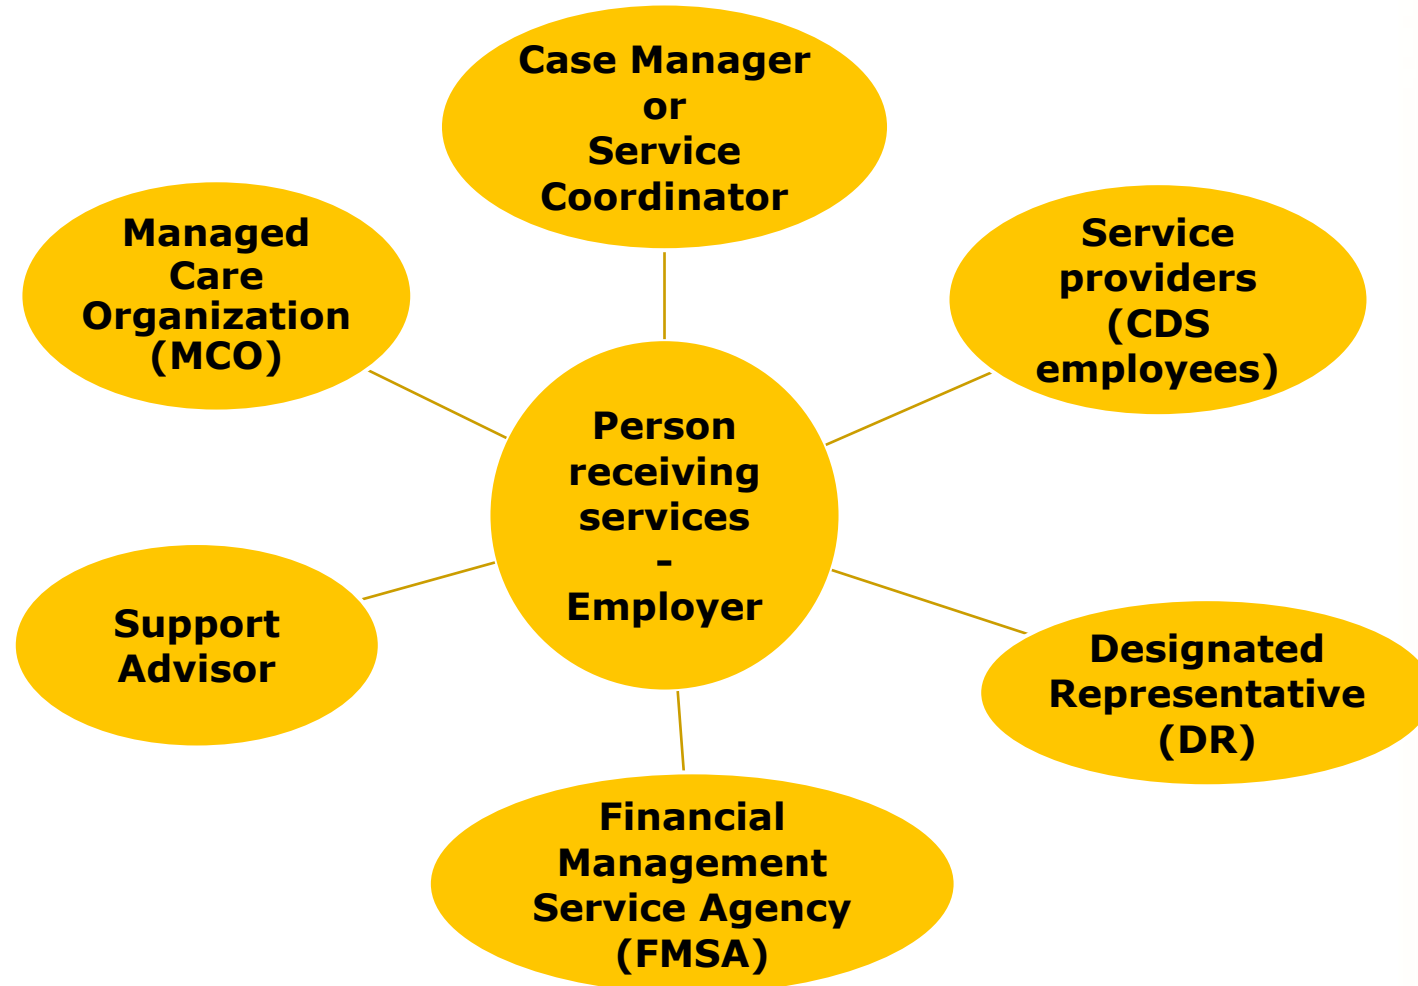 Case Manager
or
Service
Coordinator
Managed
Care
Organization
(MCO)
Service
providers
(CDS
employees)
Person
receiving
services
-
Employer
Support
Advisor
Designated
Representative
(DR)
Financial
Management
Service Agency
(FMSA)